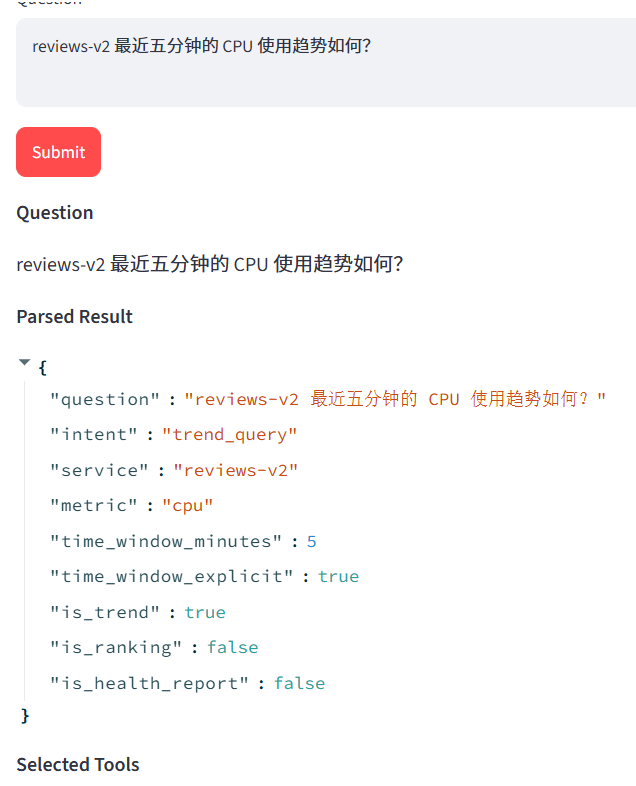 Question
reviews-v2 最近五分钟的 CPU 使用趋势如何？
Submit
Question
reviews-v2 最近五分钟的 CPU 使用趋势如何？
Parsed Result
{
"question" : "reviews-v2 最近五分钟的 CPU 使用趋势如何？"
"intent" : "trend_query"
"service" : "reviews-v2"
"metric" : "cpu"
"time_window_minutes" : 5
"time_window_explicit" : true
"is_trend" : true
"is_ranking" : false
"is_health_report" : false
}
Selected Tools